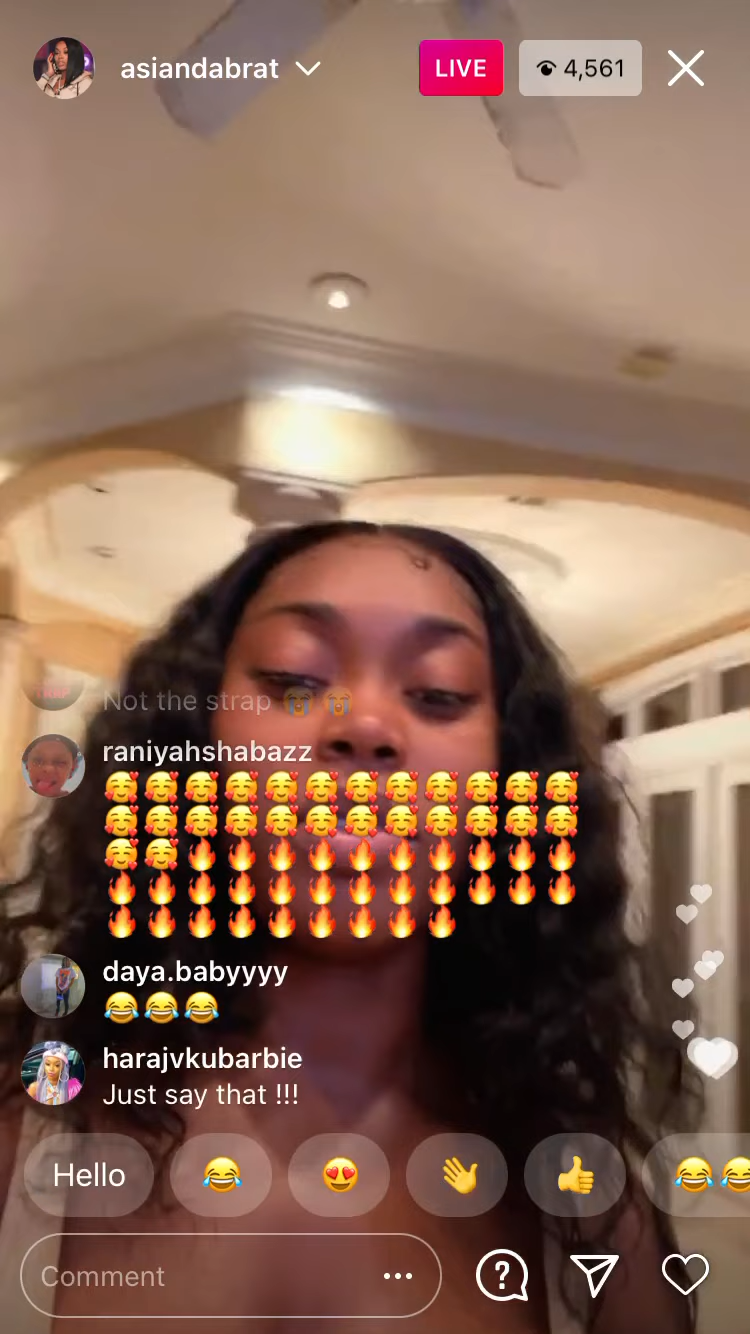 asiandabrat
LIVE
4,561
Not the strap 😭😭
raniyahshabazz
🥰🥰🥰🥰🥰🥰🥰🥰🥰🥰🥰🥰
🥰🥰🥰🥰🥰🥰🥰🥰🥰🥰🥰🥰
🥰🥰🔥🔥🔥🔥🔥🔥🔥🔥🔥🔥
🔥🔥🔥🔥🔥🔥🔥🔥🔥🔥🔥🔥
🔥🔥🔥🔥🔥🔥🔥🔥🔥
daya.babyyyy
😂😂😂
harajvkubarbie
Just say that !!!
Hello 😂 😍 👋 👍 😂😂
Comment